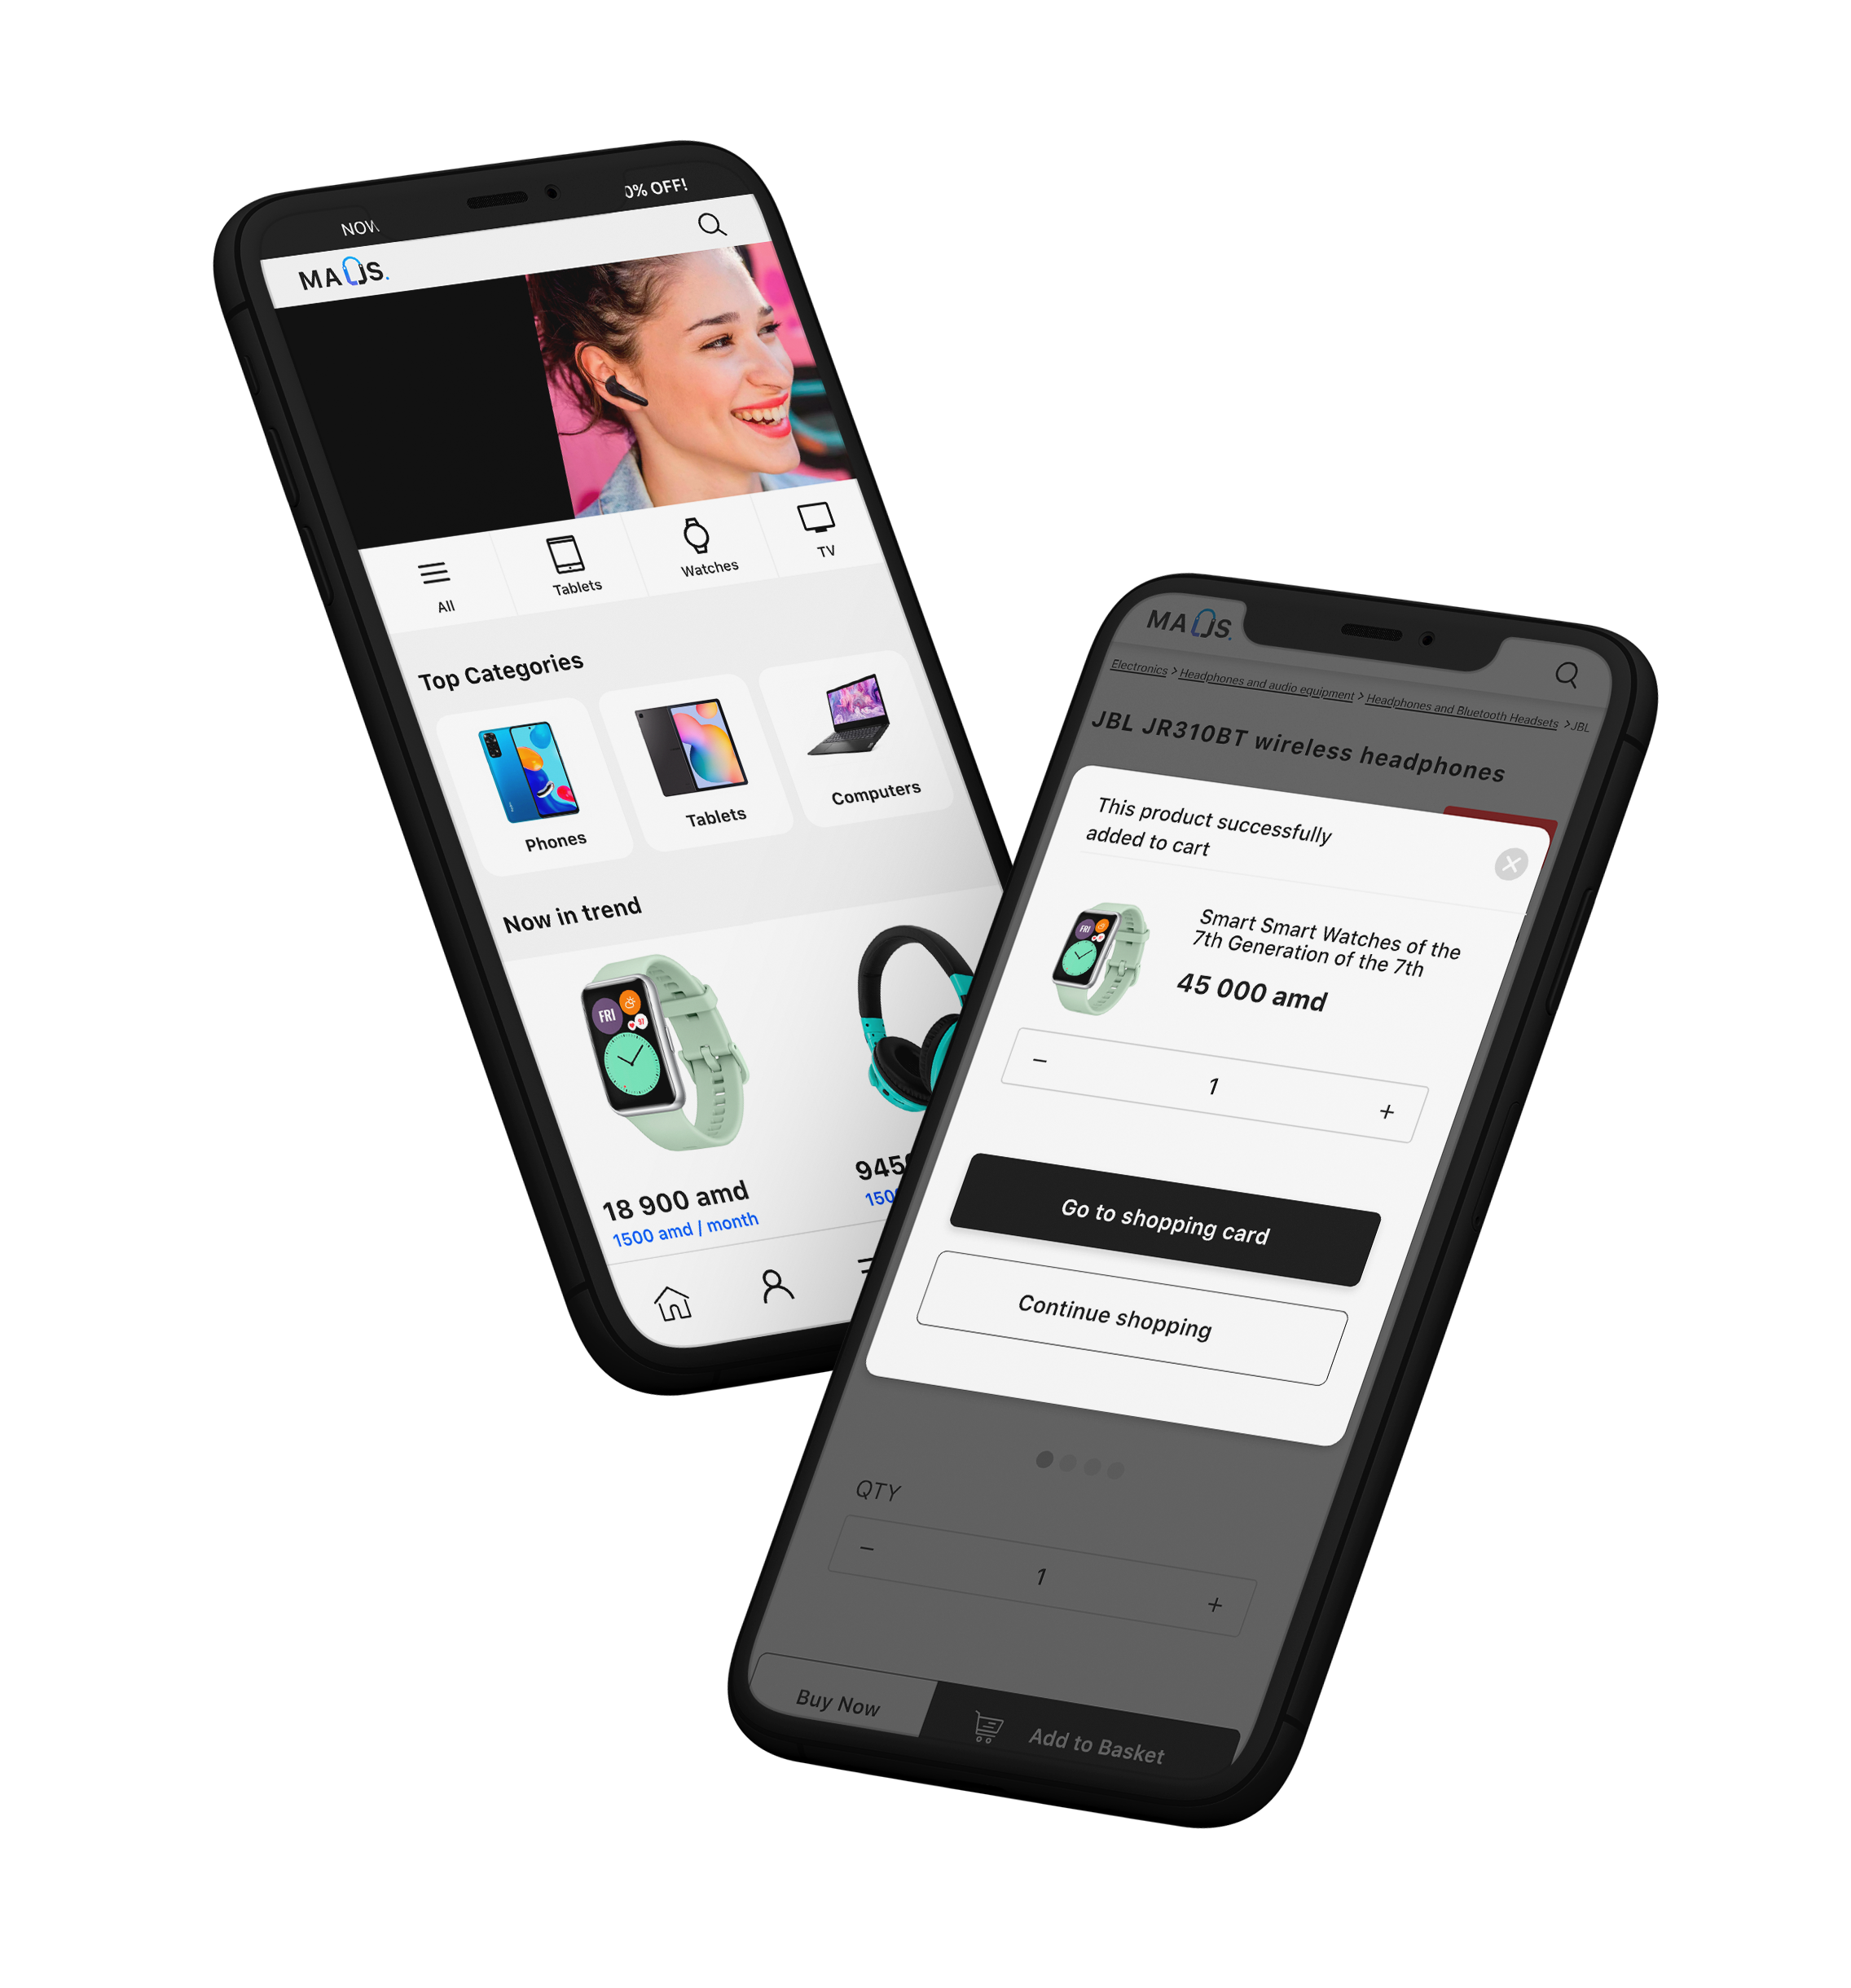 NOW
0% OFF!
MAUS.
All
Tablets
Watches
TV
Top Categories
Phones
Tablets
Computers
Now in trend
FRI
18 900 amd
1500 amd / month
945
150
MAUS.
Electronics > Headphones and audio equipment > Headphones and Bluetooth Headsets > JBL
JBL JR310BT wireless headphones
This product successfully
added to cart
FRI
Smart Smart Watches of the
7th Generation of the 7th
45 000 amd
− 1 +
Go to shopping card
Continue shopping
QTY
− 1 +
Buy Now
Add to Basket